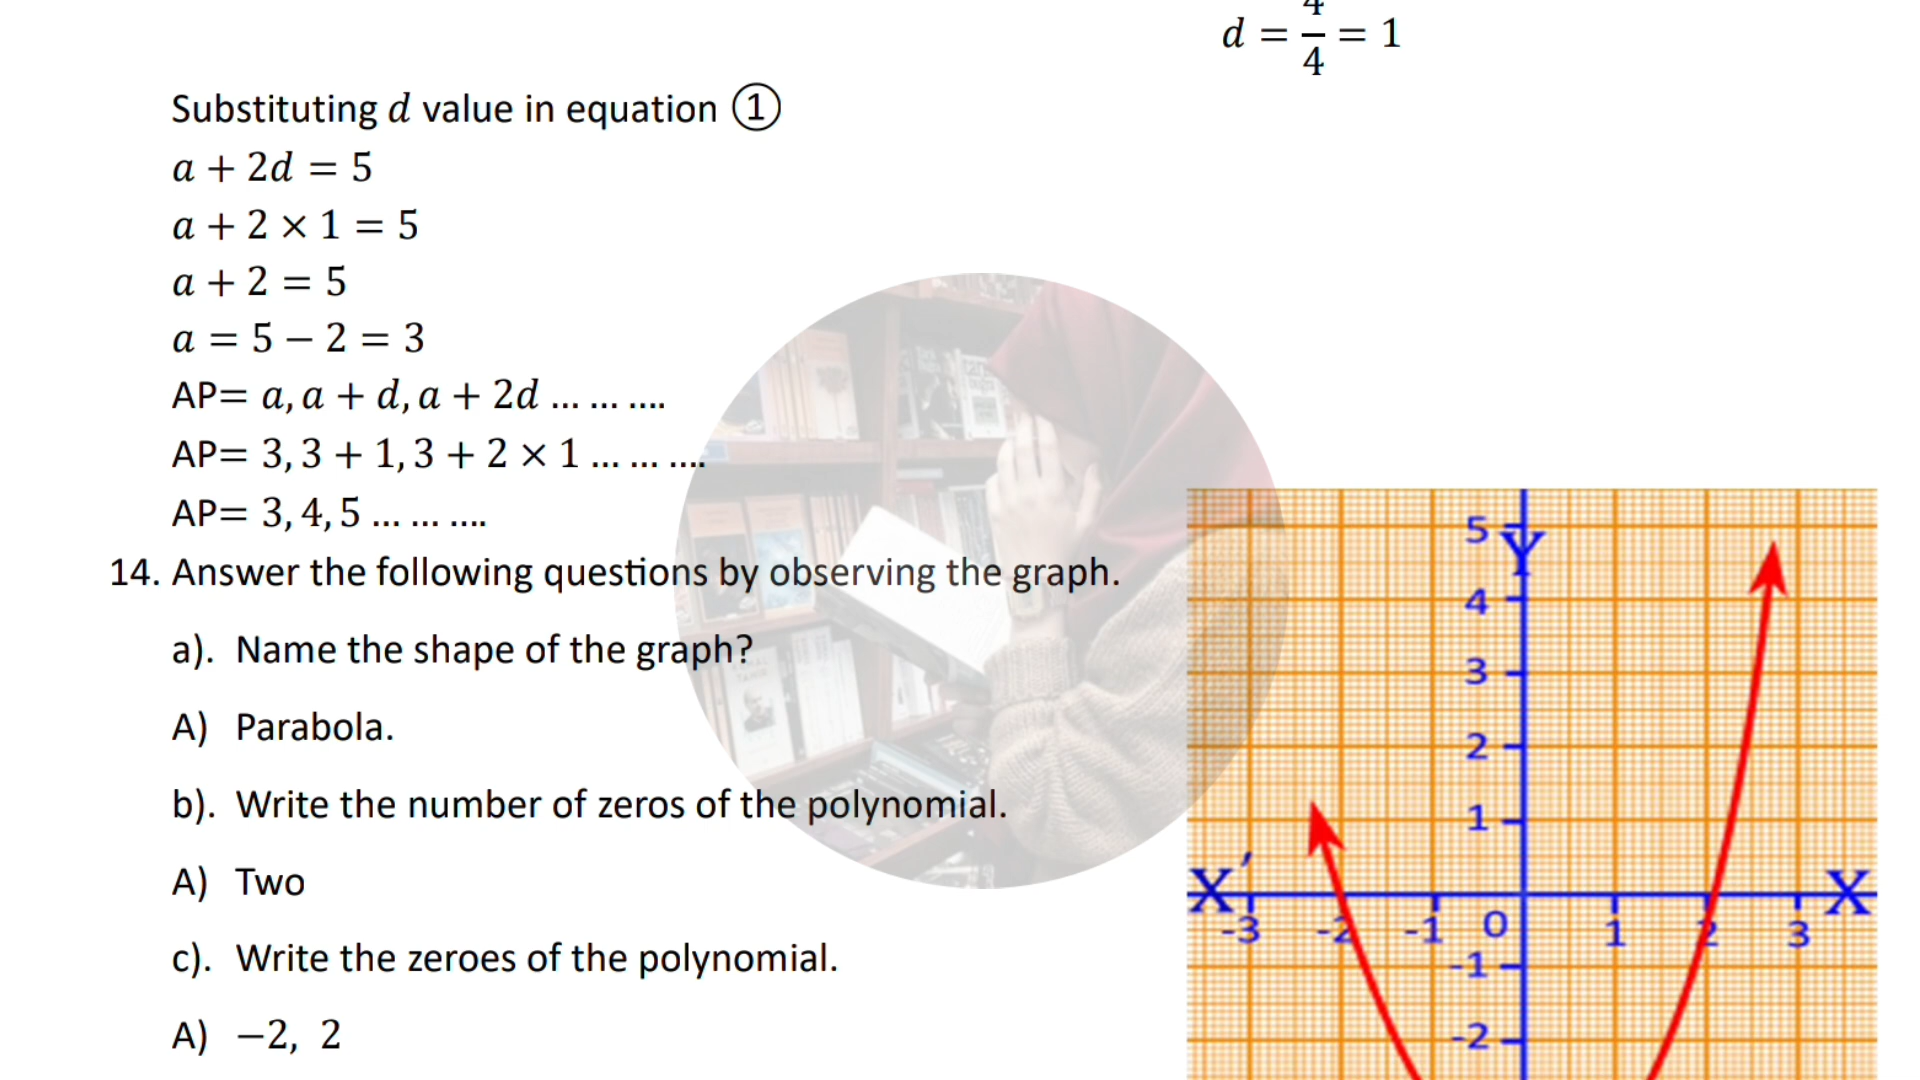 d = 4/4 = 1
Substituting d value in equation ①
a + 2d = 5
a + 2 × 1 = 5
a + 2 = 5
a = 5 − 2 = 3
AP= a, a + d, a + 2d ... ... ....
AP= 3, 3 + 1, 3 + 2 × 1 ... ... ....
AP= 3, 4, 5 ... ... ....
14. Answer the following questions by observing the graph.
a). Name the shape of the graph?
A) Parabola.
b). Write the number of zeros of the polynomial.
A) Two
c). Write the zeroes of the polynomial.
A) −2, 2
5
Y
4
3
2
1
X′ X
-3 -2 -1 0 1 2 3
-1
-2